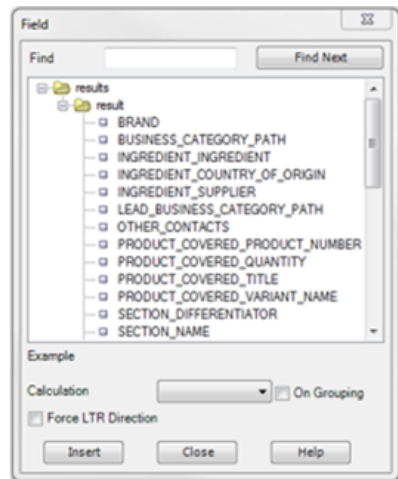 Field
Find
Find Next
results
result
BRAND
BUSINESS_CATEGORY_PATH
INGREDIENT_INGREDIENT
INGREDIENT_COUNTRY_OF_ORIGIN
INGREDIENT_SUPPLIER
LEAD_BUSINESS_CATEGORY_PATH
OTHER_CONTACTS
PRODUCT_COVERED_PRODUCT_NUMBER
PRODUCT_COVERED_QUANTITY
PRODUCT_COVERED_TITLE
PRODUCT_COVERED_VARIANT_NAME
SECTION_DIFFERENTIATOR
SECTION_NAME
Example
Calculation
On Grouping
Force LTR Direction
Insert
Close
Help